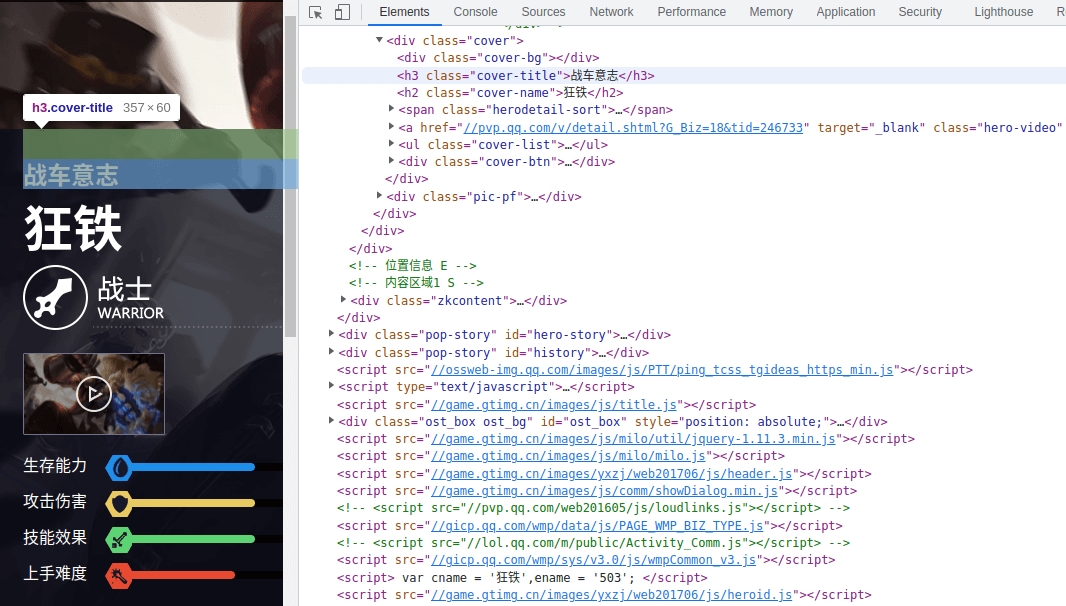 h3.cover-title 357 × 60
战车意志
狂铁
战士
WARRIOR
生存能力
攻击伤害
技能效果
上手难度
Elements Console Sources Network Performance Memory Application Security Lighthouse
<div class="cover">
<div class="cover-bg"></div>
<h3 class="cover-title">战车意志</h3>
<h2 class="cover-name">狂铁</h2>
<span class="herodetail-sort">…</span>
<a href="//pvp.qq.com/v/detail.shtml?G_Biz=18&tid=246733" target="_blank" class="hero-video"
<ul class="cover-list">…</ul>
<div class="cover-btn">…</div>
</div>
<div class="pic-pf">…</div>
</div>
</div>
</div>
<!-- 位置信息 E -->
<!-- 内容区域1 S -->
<div class="zkcontent">…</div>
</div>
<div class="pop-story" id="hero-story">…</div>
<div class="pop-story" id="history">…</div>
<script src="//ossweb-img.qq.com/images/js/PTT/ping_tcss_tgideas_https_min.js"></script>
<script type="text/javascript">…</script>
<script src="//game.gtimg.cn/images/js/title.js"></script>
<div class="ost_box ost_bg" id="ost_box" style="position: absolute;">…</div>
<script src="//game.gtimg.cn/images/js/milo/util/jquery-1.11.3.min.js"></script>
<script src="//game.gtimg.cn/images/js/milo/milo.js"></script>
<script src="//game.gtimg.cn/images/yxzj/web201706/js/header.js"></script>
<script src="//game.gtimg.cn/images/js/comm/showDialog.min.js"></script>
<!-- <script src="//pvp.qq.com/web201605/js/loudlinks.js"></script> -->
<script src="//gicp.qq.com/wmp/data/js/PAGE_WMP_BIZ_TYPE.js"></script>
<!-- <script src="//lol.qq.com/m/public/Activity_Comm.js"></script> -->
<script src="//gicp.qq.com/wmp/sys/v3.0/js/wmpCommon_v3.js"></script>
<script> var cname = '狂铁',ename = '503'; </script>
<script src="//game.gtimg.cn/images/yxzj/web201706/js/heroid.js"></script>